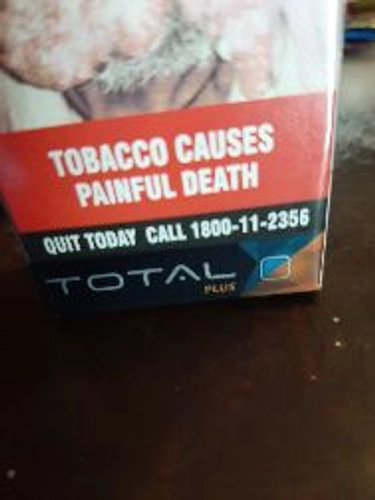 TOBACCO CAUSES
PAINFUL DEATH
QUIT TODAY CALL 1800-11-2356
TOTAL
PLUS